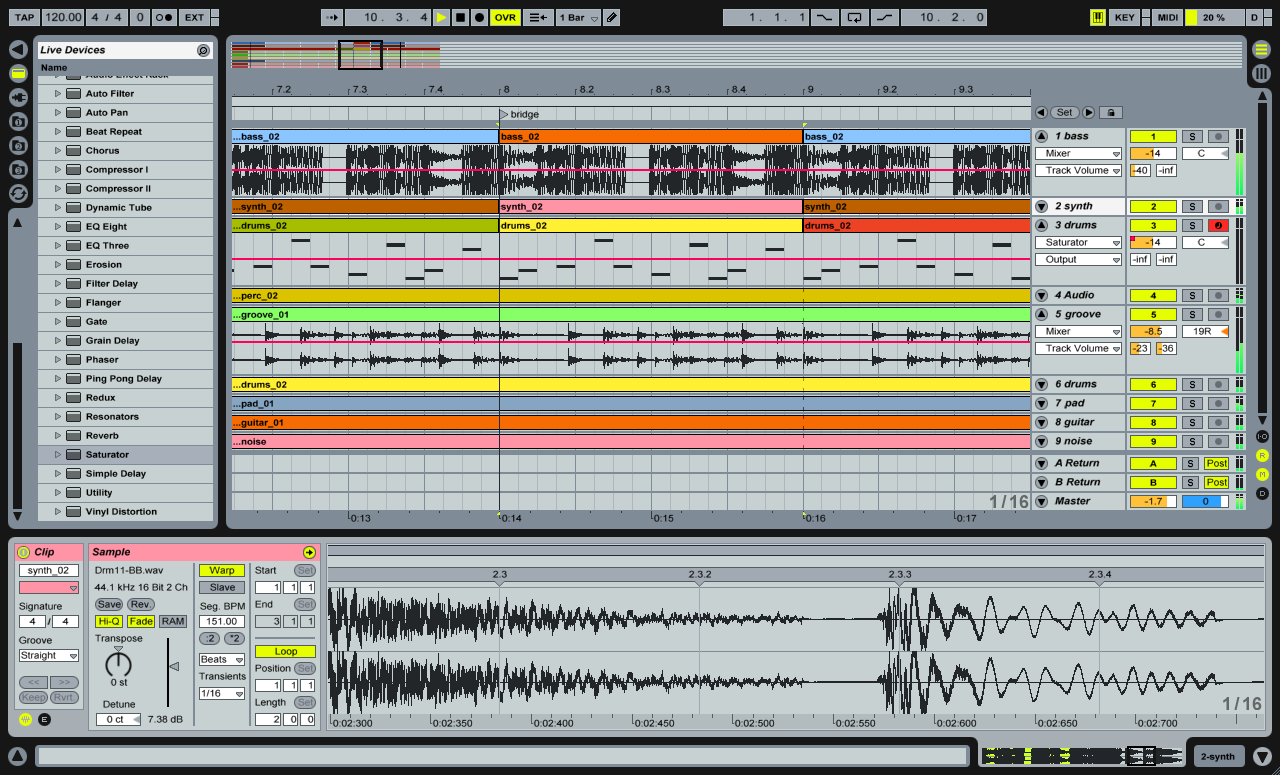 TAP 120.00 4 / 4 0 EXT 10. 3. 4 OVR 1 Bar 1. 1. 1 10. 2. 0 KEY MIDI 20 % D
Live Devices
Name
Audio Effect Rack
Auto Filter
Auto Pan
Beat Repeat
Chorus
Compressor I
Compressor II
Dynamic Tube
EQ Eight
EQ Three
Erosion
Filter Delay
Flanger
Gate
Grain Delay
Phaser
Ping Pong Delay
Redux
Resonators
Reverb
Saturator
Simple Delay
Utility
Vinyl Distortion
7.2 7.3 7.4 8 8.2 8.3 8.4 9 9.2 9.3
bridge
Set
...bass_02 bass_02 bass_02
1 bass 1 S
Mixer -14 C
Track Volume -40 -inf
...synth_02 synth_02 synth_02
2 synth 2 S
...drums_02 drums_02 drums_02
3 drums 3 S
Saturator -14 C
Output -inf -inf
...perc_02
4 Audio 4 S
...groove_01
5 groove 5 S
Mixer -8.5 19R
Track Volume -23 -36
...drums_02
6 drums 6 S
...pad_01
7 pad 7 S
...guitar_01
8 guitar 8 S
...noise
9 noise 9 S
A Return A S Post
B Return B S Post
1/16
Master -1.7 0
0:13 0:14 0:15 0:16 0:17
I-O
R
M
D
Clip
synth_02
Signature
4 / 4
Groove
Straight
<< >>
Keep Rvrt.
E
Sample
Drm11-BB.wav
44.1 kHz 16 Bit 2 Ch
Save Rev.
Hi-Q Fade RAM
Transpose
0 st
Detune
0 ct 7.38 dB
Warp
Slave
Seg. BPM
151.00
:2 *2
Beats
Transients
1/16
Start Set
1 1 1
End Set
3 1 1
Loop
Position Set
1 1 1
Length Set
2 0 0
2.3 2.3.2 2.3.3 2.3.4
1/16
0:02:300 0:02:350 0:02:400 0:02:450 0:02:500 0:02:550 0:02:600 0:02:650 0:02:700
2-synth